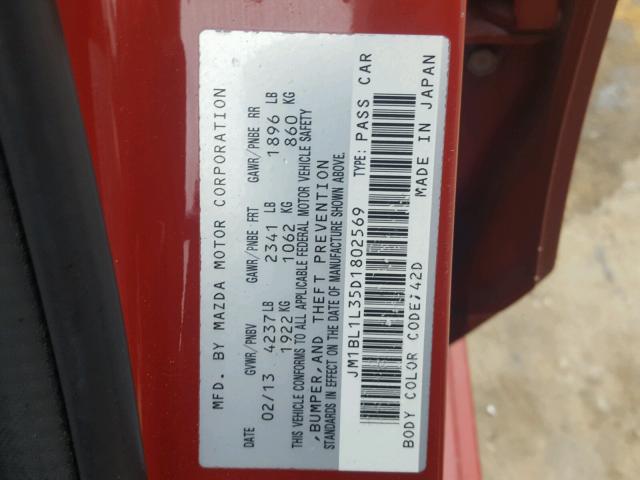 MFD. BY MAZDA MOTOR CORPORATION
DATE GVWR/PNBV GAWR/PNBE FRT GAWR/PNBE RR
02/13 4237 LB 2341 LB 1896 LB
1922 KG 1062 KG 860 KG
THIS VEHICLE CONFORMS TO ALL APPLICABLE FEDERAL MOTOR VEHICLE SAFETY
, BUMPER, AND THEFT PREVENTION
STANDARDS IN EFFECT ON THE DATE OF MANUFACTURE SHOWN ABOVE.
JM1BL1L35D1802569 TYPE: PASS CAR
BODY COLOR CODE;42D MADE IN JAPAN